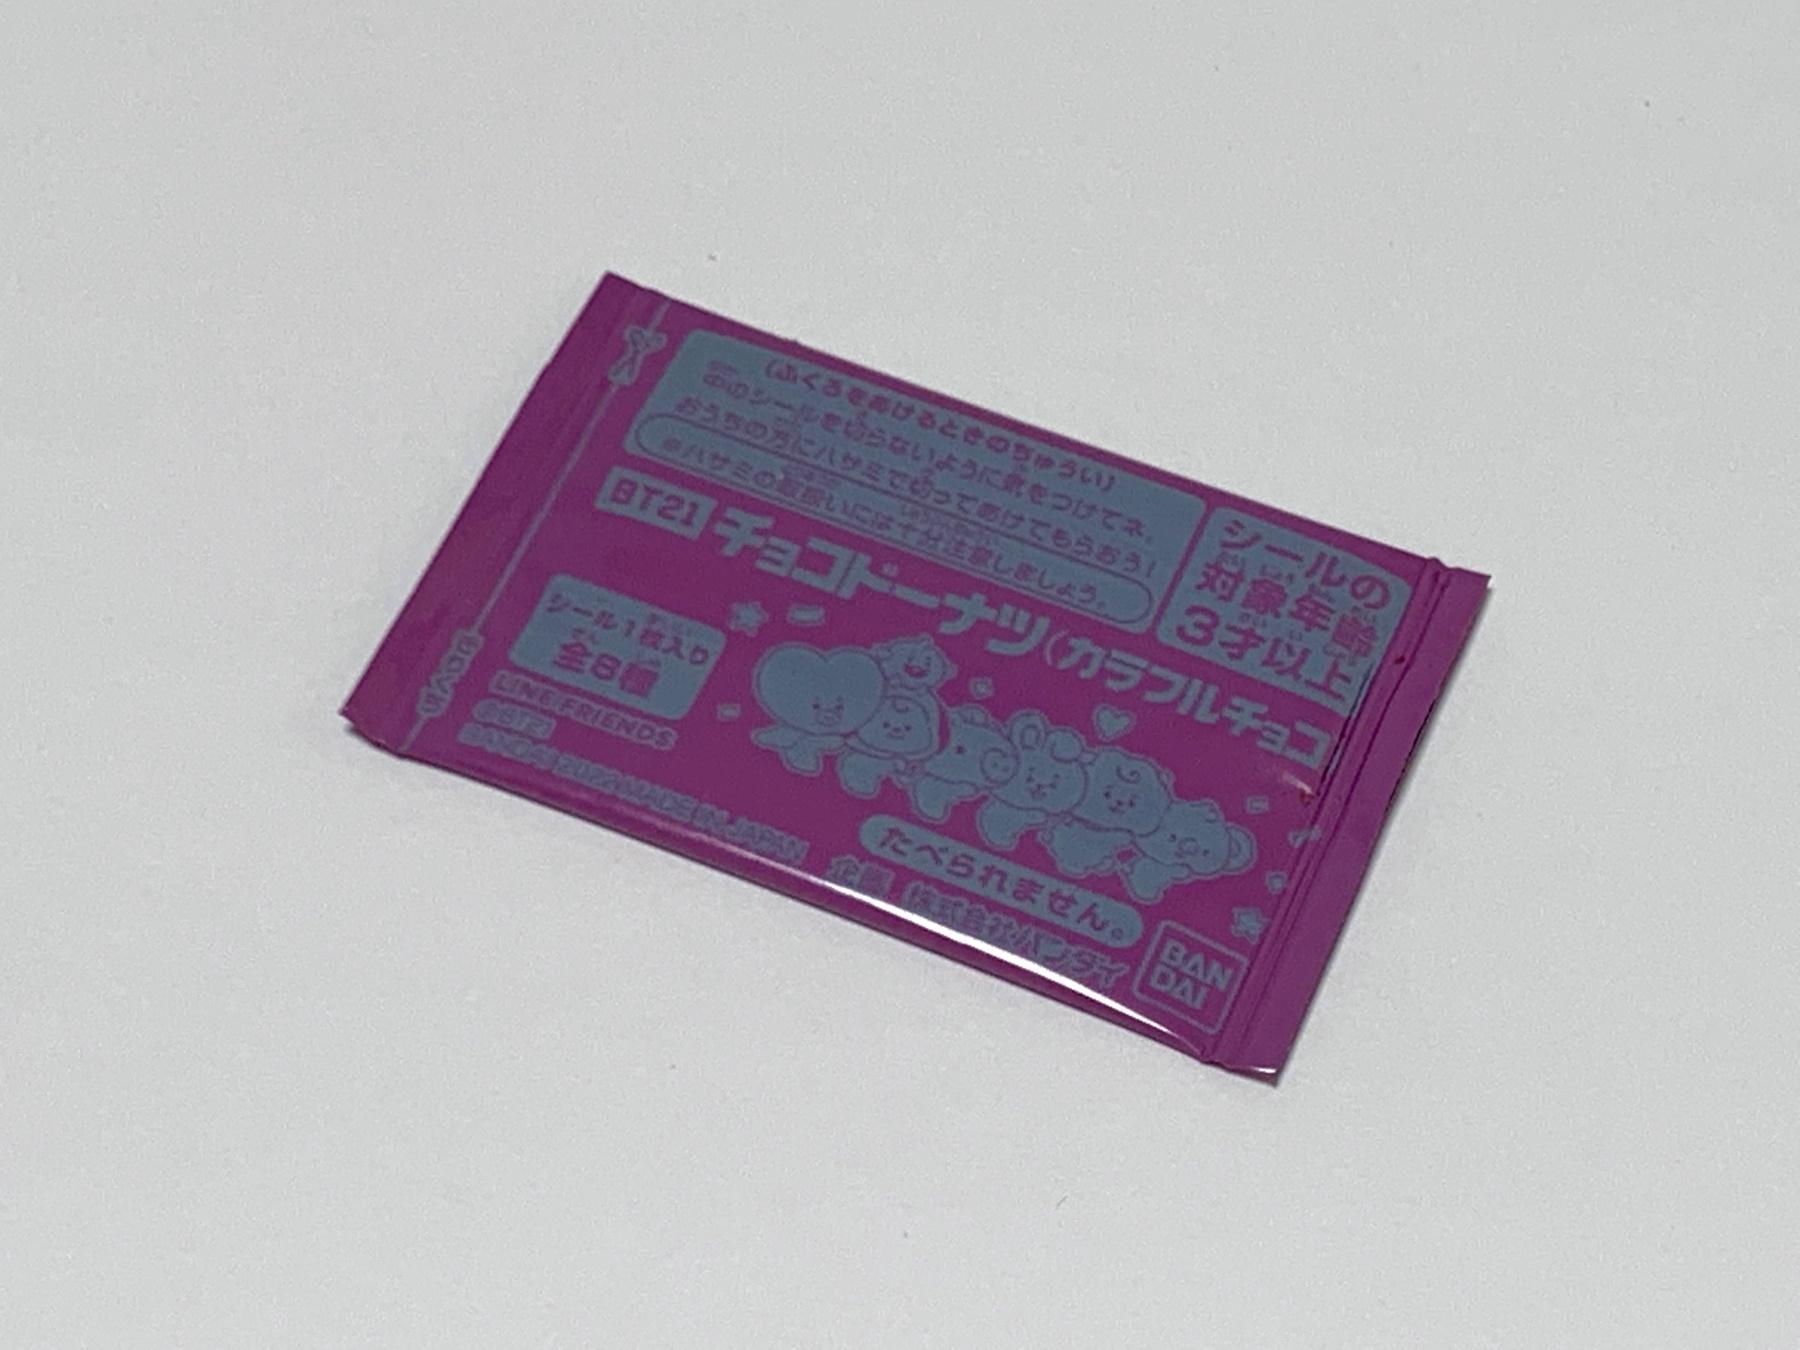 (ふくろをあけるときのちゅうい)
中のシールを切らないように気をつけてネ。
おうちの方にハサミで切ってあけてもらおう!
※ハサミの取扱いには十分注意しましょう。
シールの
対象年齢
3才以上
BT21 チョコドーナツ(カラフルチョコ
シール1枚入り
全8種
LINE FRIENDS
©BT21
BANDAI 2022 MADE IN JAPAN
たべられません。
企画 株式会社バンダイ
BAN
DAI